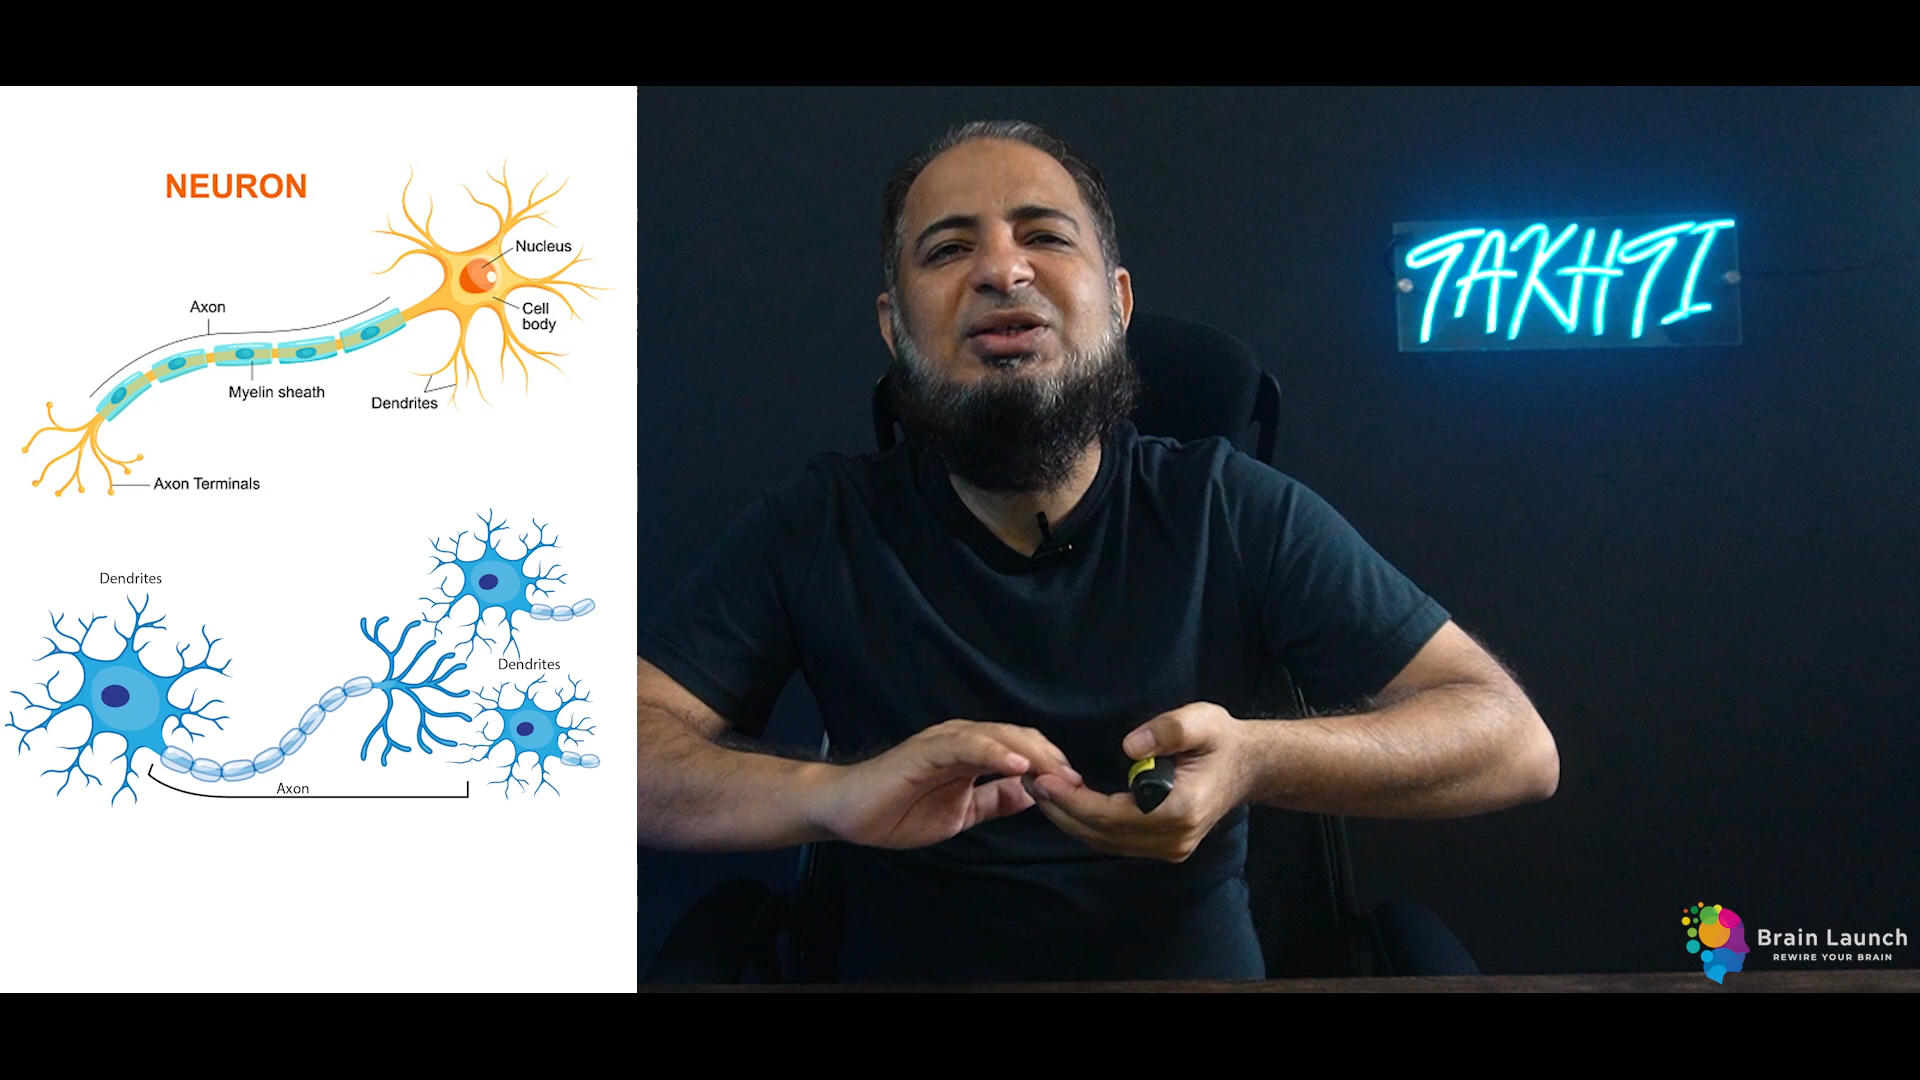 NEURON
Nucleus
Cell
body
Axon
Myelin sheath
Dendrites
Axon Terminals
Dendrites
Dendrites
Axon
TAKHTI
Brain Launch
REWIRE YOUR BRAIN